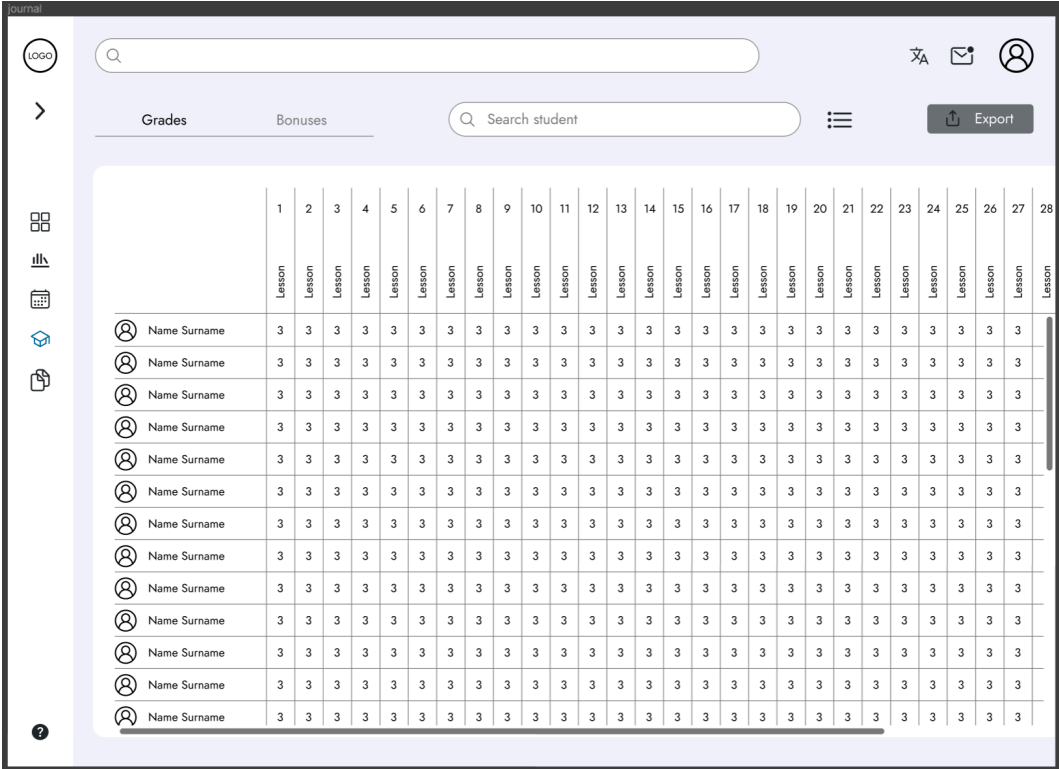 journal
LOGO
Grades Bonuses Search student Export
1 2 3 4 5 6 7 8 9 10 11 12 13 14 15 16 17 18 19 20 21 22 23 24 25 26 27 28
Lesson Lesson Lesson Lesson Lesson Lesson Lesson Lesson Lesson Lesson Lesson Lesson Lesson Lesson Lesson Lesson Lesson Lesson Lesson Lesson Lesson Lesson Lesson Lesson Lesson Lesson Lesson Lesson
Name Surname 3 3 3 3 3 3 3 3 3 3 3 3 3 3 3 3 3 3 3 3 3 3 3 3 3 3 3
Name Surname 3 3 3 3 3 3 3 3 3 3 3 3 3 3 3 3 3 3 3 3 3 3 3 3 3 3 3
Name Surname 3 3 3 3 3 3 3 3 3 3 3 3 3 3 3 3 3 3 3 3 3 3 3 3 3 3 3
Name Surname 3 3 3 3 3 3 3 3 3 3 3 3 3 3 3 3 3 3 3 3 3 3 3 3 3 3 3
Name Surname 3 3 3 3 3 3 3 3 3 3 3 3 3 3 3 3 3 3 3 3 3 3 3 3 3 3 3
Name Surname 3 3 3 3 3 3 3 3 3 3 3 3 3 3 3 3 3 3 3 3 3 3 3 3 3 3 3
Name Surname 3 3 3 3 3 3 3 3 3 3 3 3 3 3 3 3 3 3 3 3 3 3 3 3 3 3 3
Name Surname 3 3 3 3 3 3 3 3 3 3 3 3 3 3 3 3 3 3 3 3 3 3 3 3 3 3 3
Name Surname 3 3 3 3 3 3 3 3 3 3 3 3 3 3 3 3 3 3 3 3 3 3 3 3 3 3 3
Name Surname 3 3 3 3 3 3 3 3 3 3 3 3 3 3 3 3 3 3 3 3 3 3 3 3 3 3 3
Name Surname 3 3 3 3 3 3 3 3 3 3 3 3 3 3 3 3 3 3 3 3 3 3 3 3 3 3 3
Name Surname 3 3 3 3 3 3 3 3 3 3 3 3 3 3 3 3 3 3 3 3 3 3 3 3 3 3 3
Name Surname 3 3 3 3 3 3 3 3 3 3 3 3 3 3 3 3 3 3 3 3 3 3 3 3 3 3 3
?